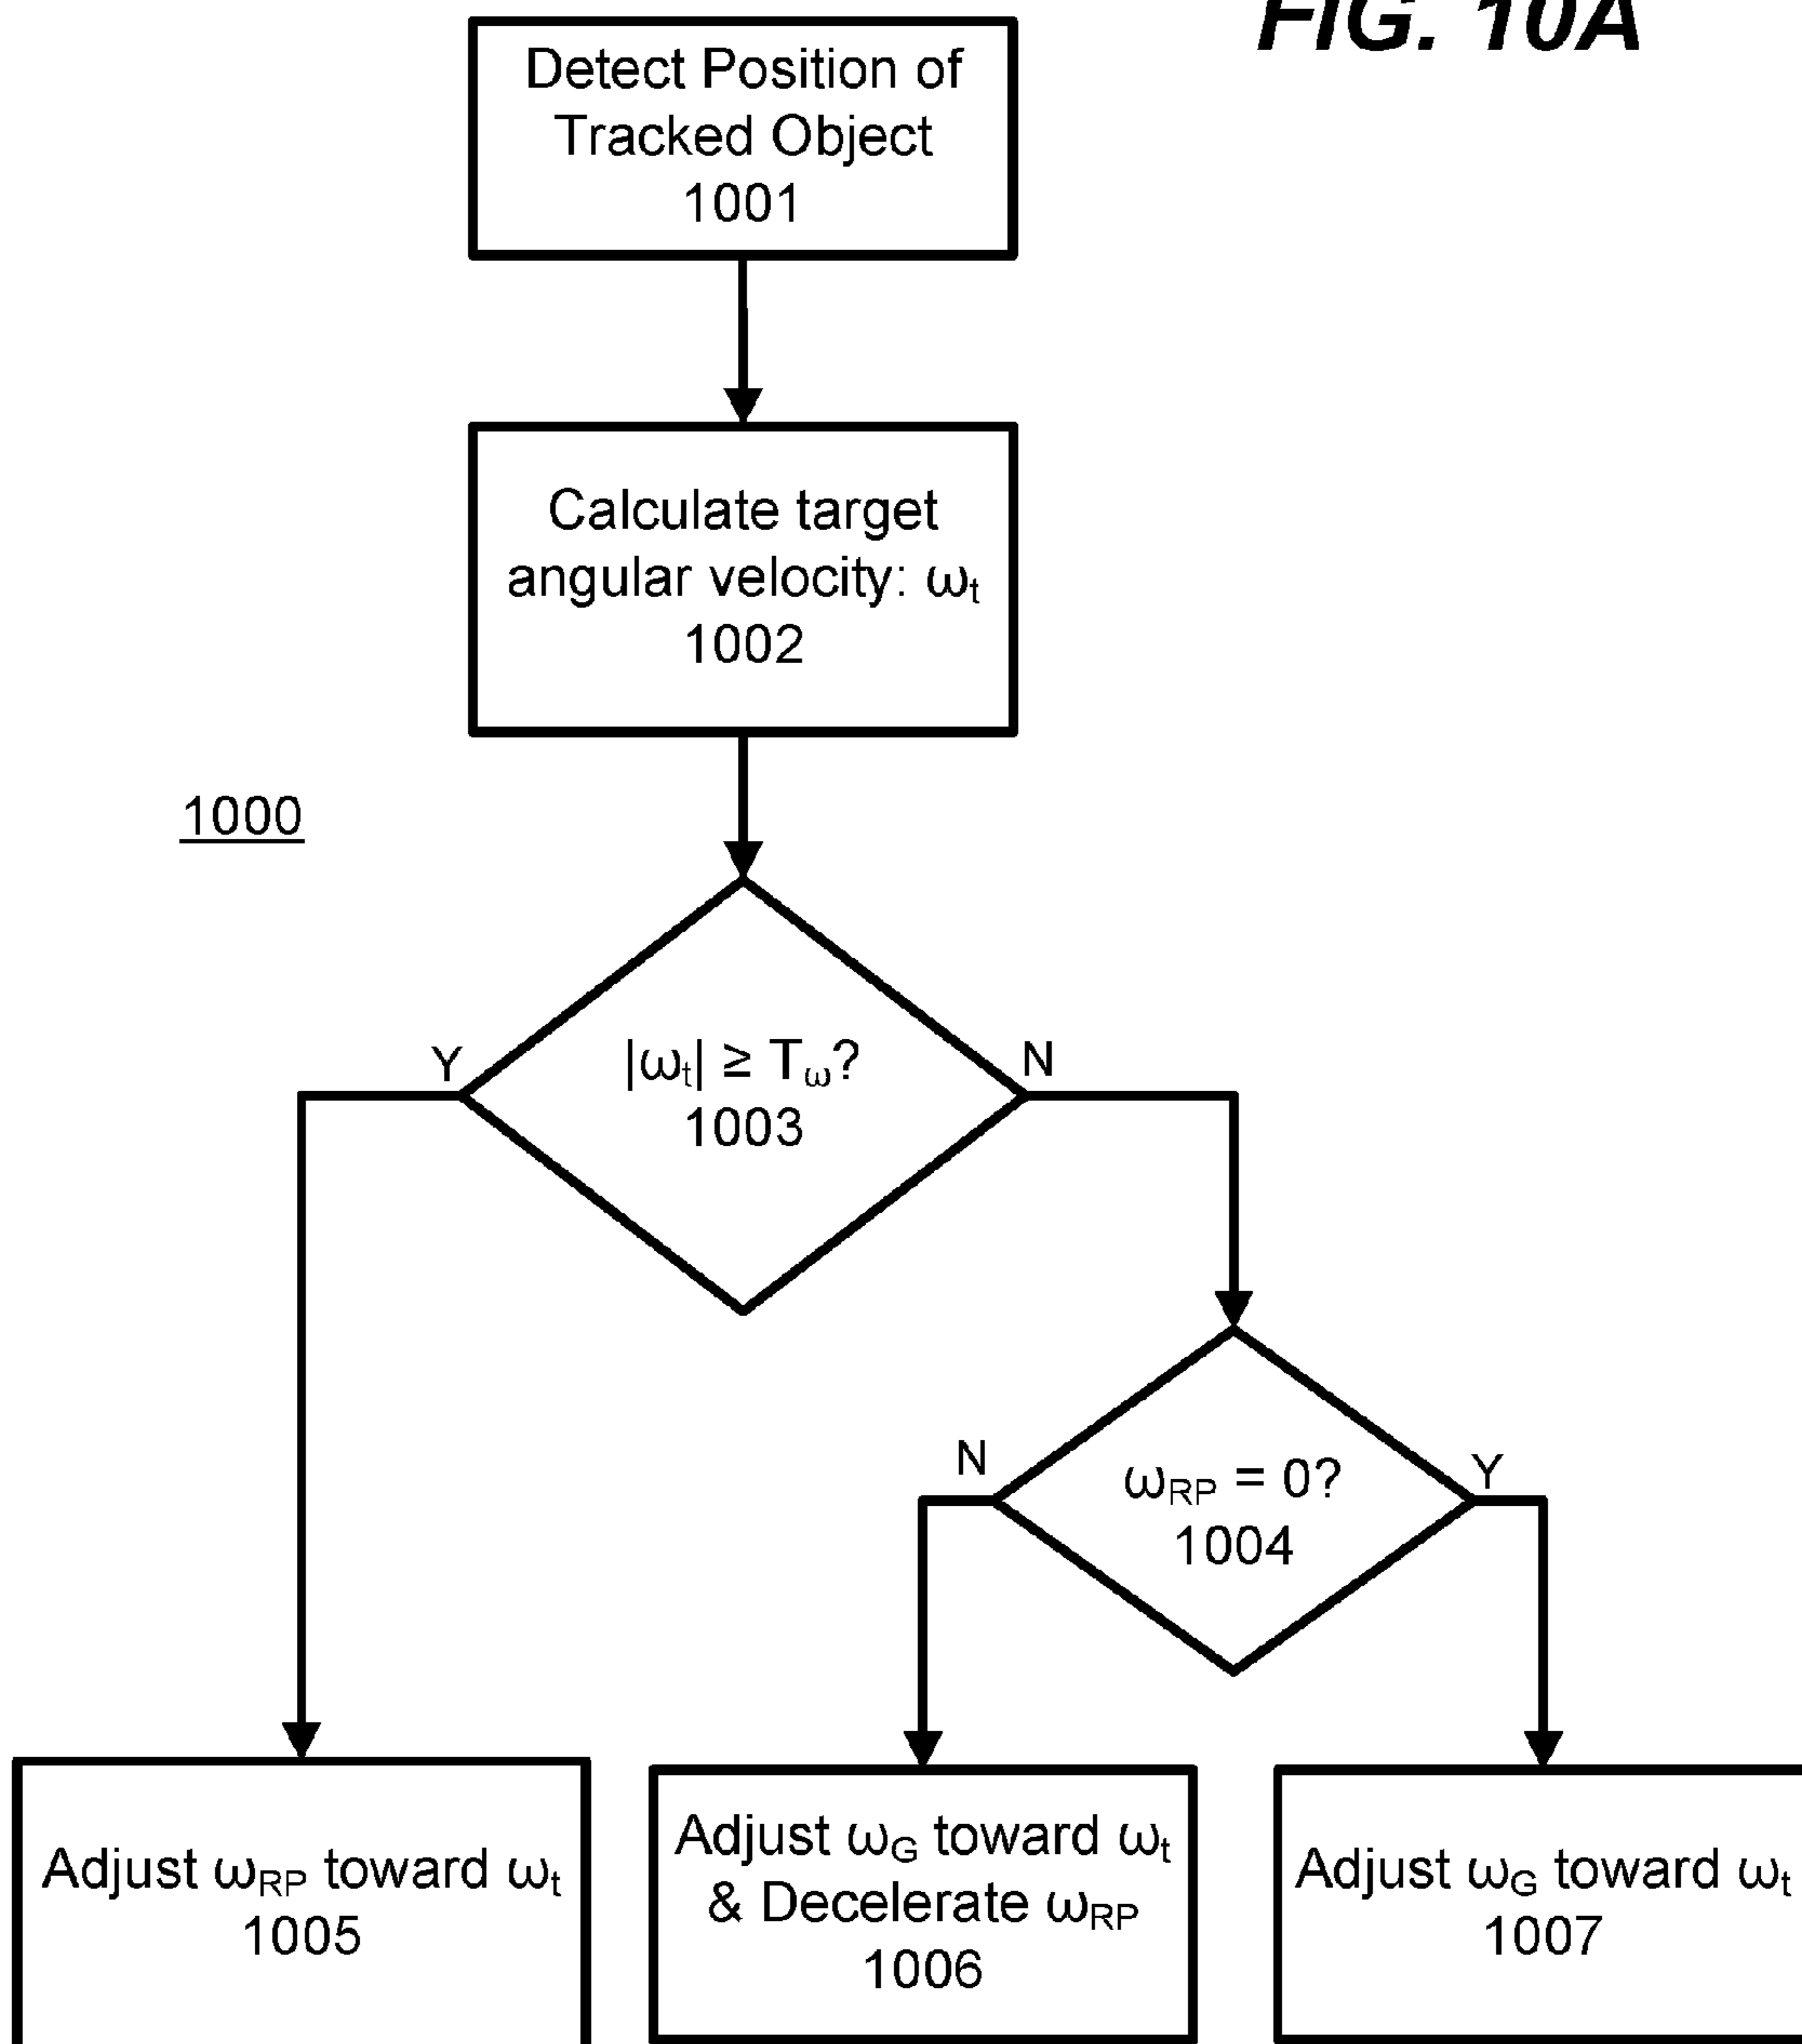 FIG. 10A
Detect Position of
Tracked Object
1001
Calculate target
angular velocity: ωt
1002
1000
|ωt| ≥ Tω?
1003
Y
N
ωRP = 0?
1004
N
Y
Adjust ωRP toward ωt
1005
Adjust ωG toward ωt
& Decelerate ωRP
1006
Adjust ωG toward ωt
1007